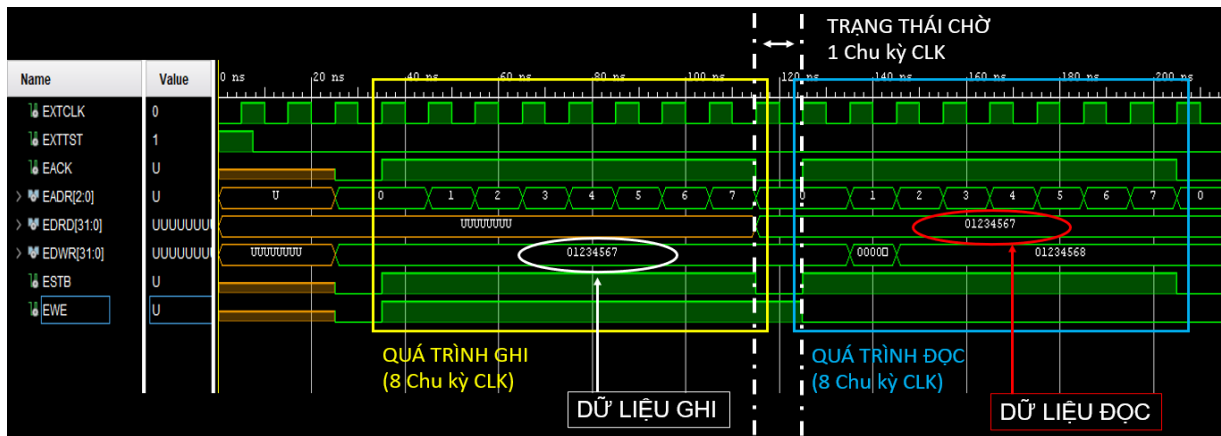 TRẠNG THÁI CHỜ
1 Chu kỳ CLK
Name Value 0 ns 20 ns 40 ns 60 ns 80 ns 100 ns 120 ns 140 ns 160 ns 180 ns 200 ns
EXTCLK 0
EXTTST 1
EACK U
EADR[2:0] U U 0 1 2 3 4 5 6 7 0 1 2 3 4 5 6 7 0
EDRD[31:0] UUUUUUU UUUUUUUU 01234567
EDWR[31:0] UUUUUUU UUUUUUUU 01234567 0000 01234568
ESTB U
EWE U
QUÁ TRÌNH GHI
(8 Chu kỳ CLK)
QUÁ TRÌNH ĐỌC
(8 Chu kỳ CLK)
DỮ LIỆU GHI
DỮ LIỆU ĐỌC